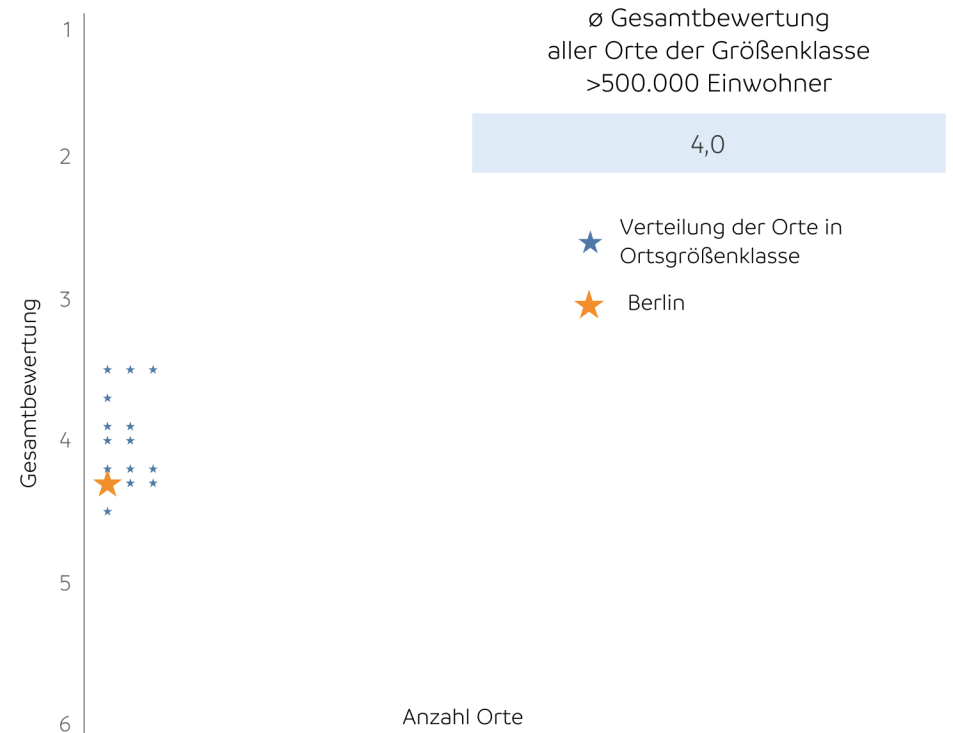 ø Gesamtbewertung
aller Orte der Größenklasse
>500.000 Einwohner
4,0
Verteilung der Orte in
Ortsgrößenklasse
Berlin
Gesamtbewertung
1
2
3
4
5
6
Anzahl Orte